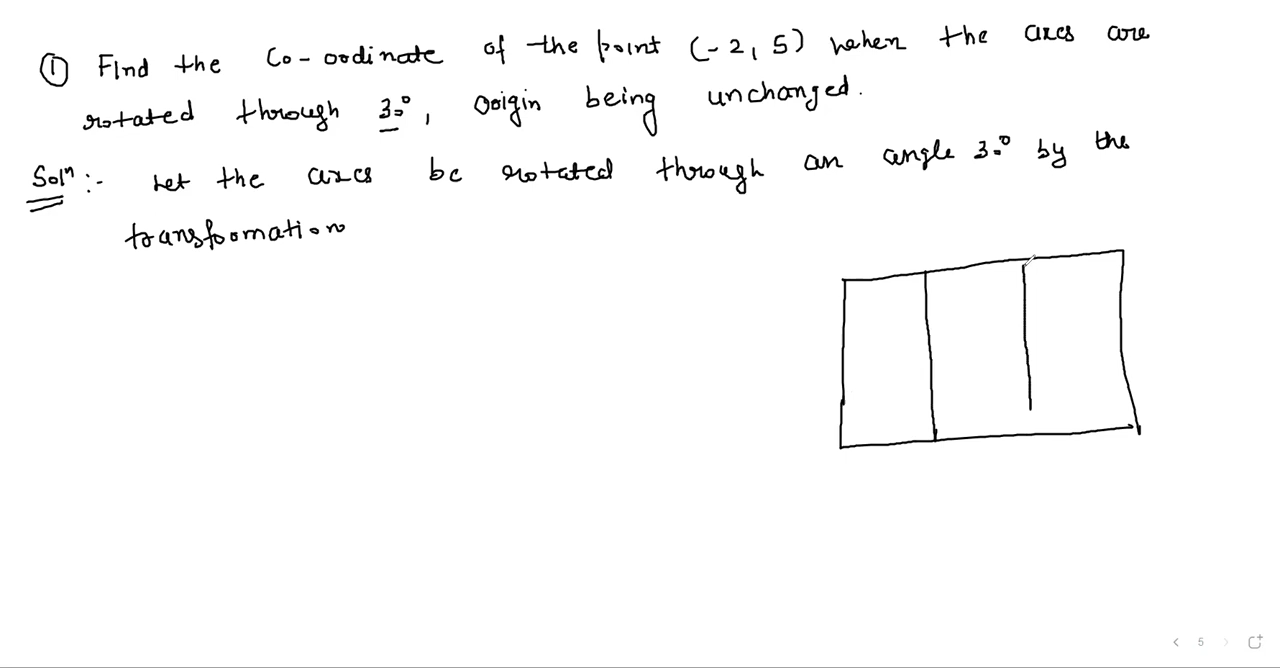 ① Find the Co-ordinate of the point (-2, 5) when the axes are
rotated through 30°, origin being unchanged.
Solⁿ:- Let the axes be rotated through an angle 30° by the
transformation
5